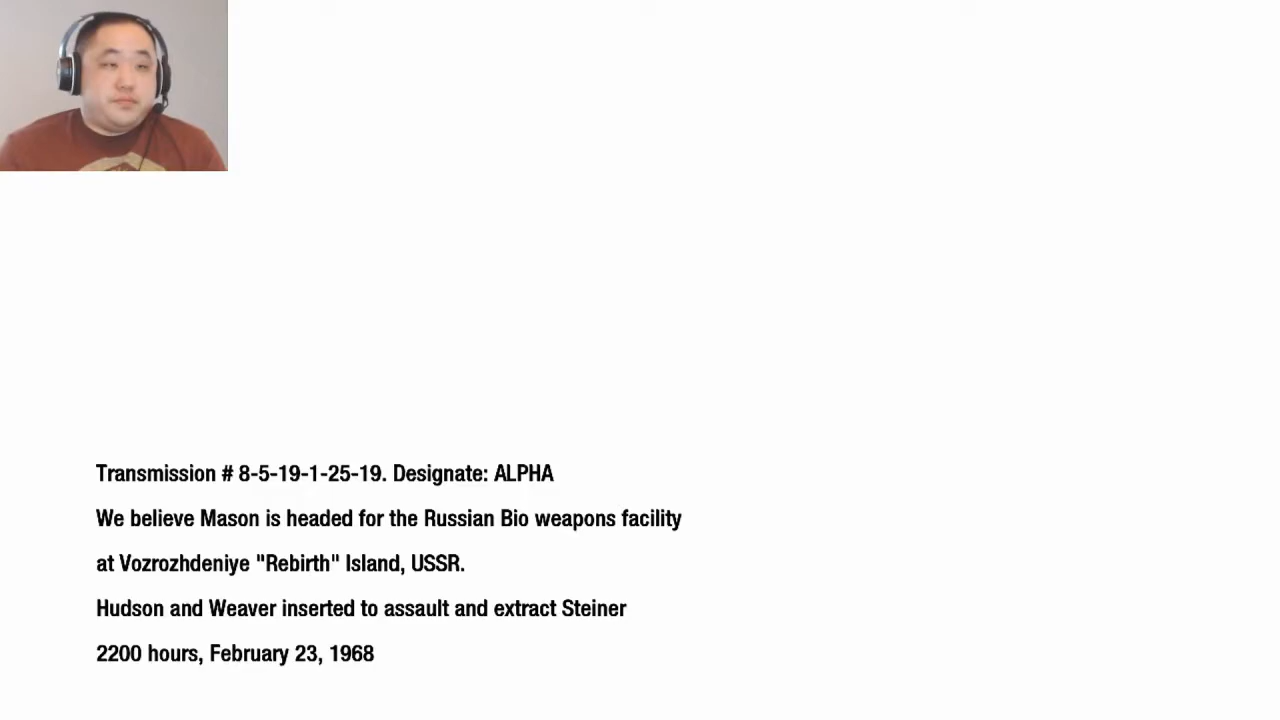 Transmission # 8-5-19-1-25-19. Designate: ALPHA
We believe Mason is headed for the Russian Bio weapons facility
at Vozrozhdeniye "Rebirth" Island, USSR.
Hudson and Weaver inserted to assault and extract Steiner
2200 hours, February 23, 1968